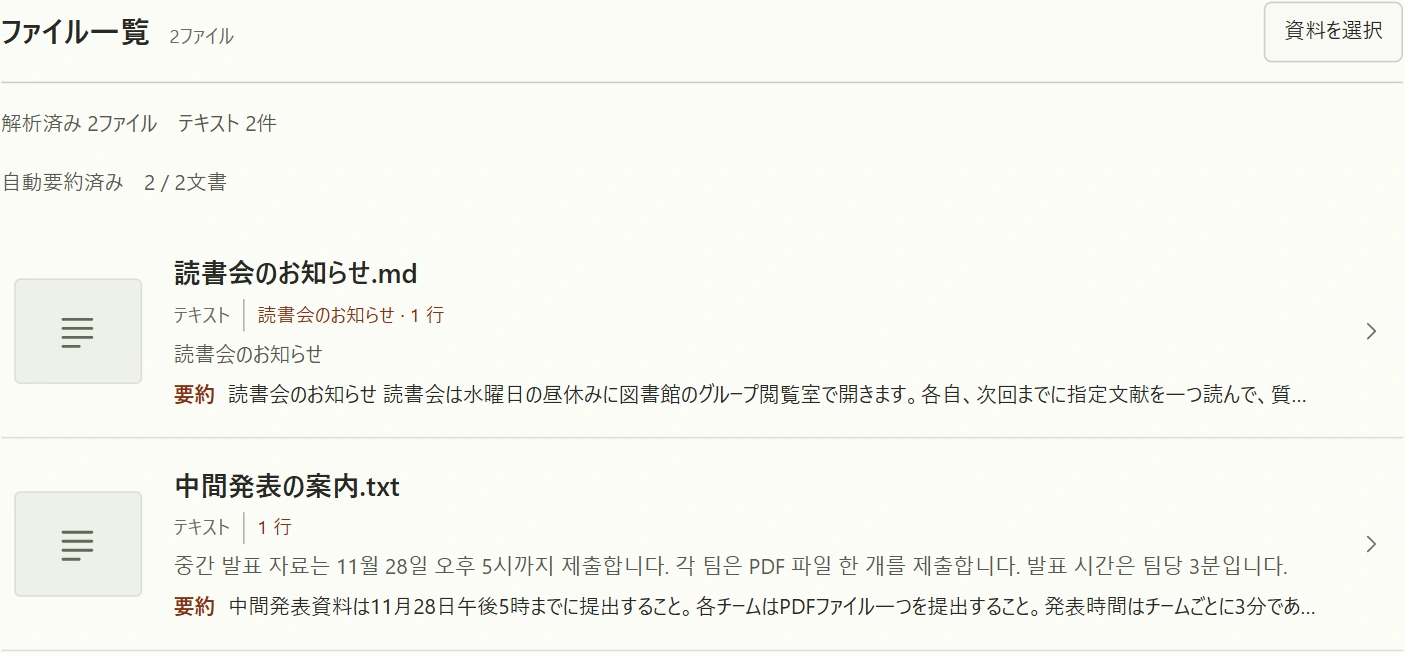 ファイル一覧 2ファイル 資料を選択
解析済み 2ファイル テキスト 2件
自動要約済み 2 / 2文書
読書会のお知らせ.md
テキスト 読書会のお知らせ · 1 行
読書会のお知らせ
要約 読書会のお知らせ 読書会は水曜日の昼休みに図書館のグループ閲覧室で開きます。各自、次回までに指定文献を一つ読んで、質...
中間発表の案内.txt
テキスト 1 行
중간 발표 자료는 11월 28일 오후 5시까지 제출합니다. 각 팀은 PDF 파일 한 개를 제출합니다. 발표 시간은 팀당 3분입니다.
要約 中間発表資料は11月28日午後5時までに提出すること。各チームはPDFファイル一つを提出すること。発表時間はチームごとに3分であ...